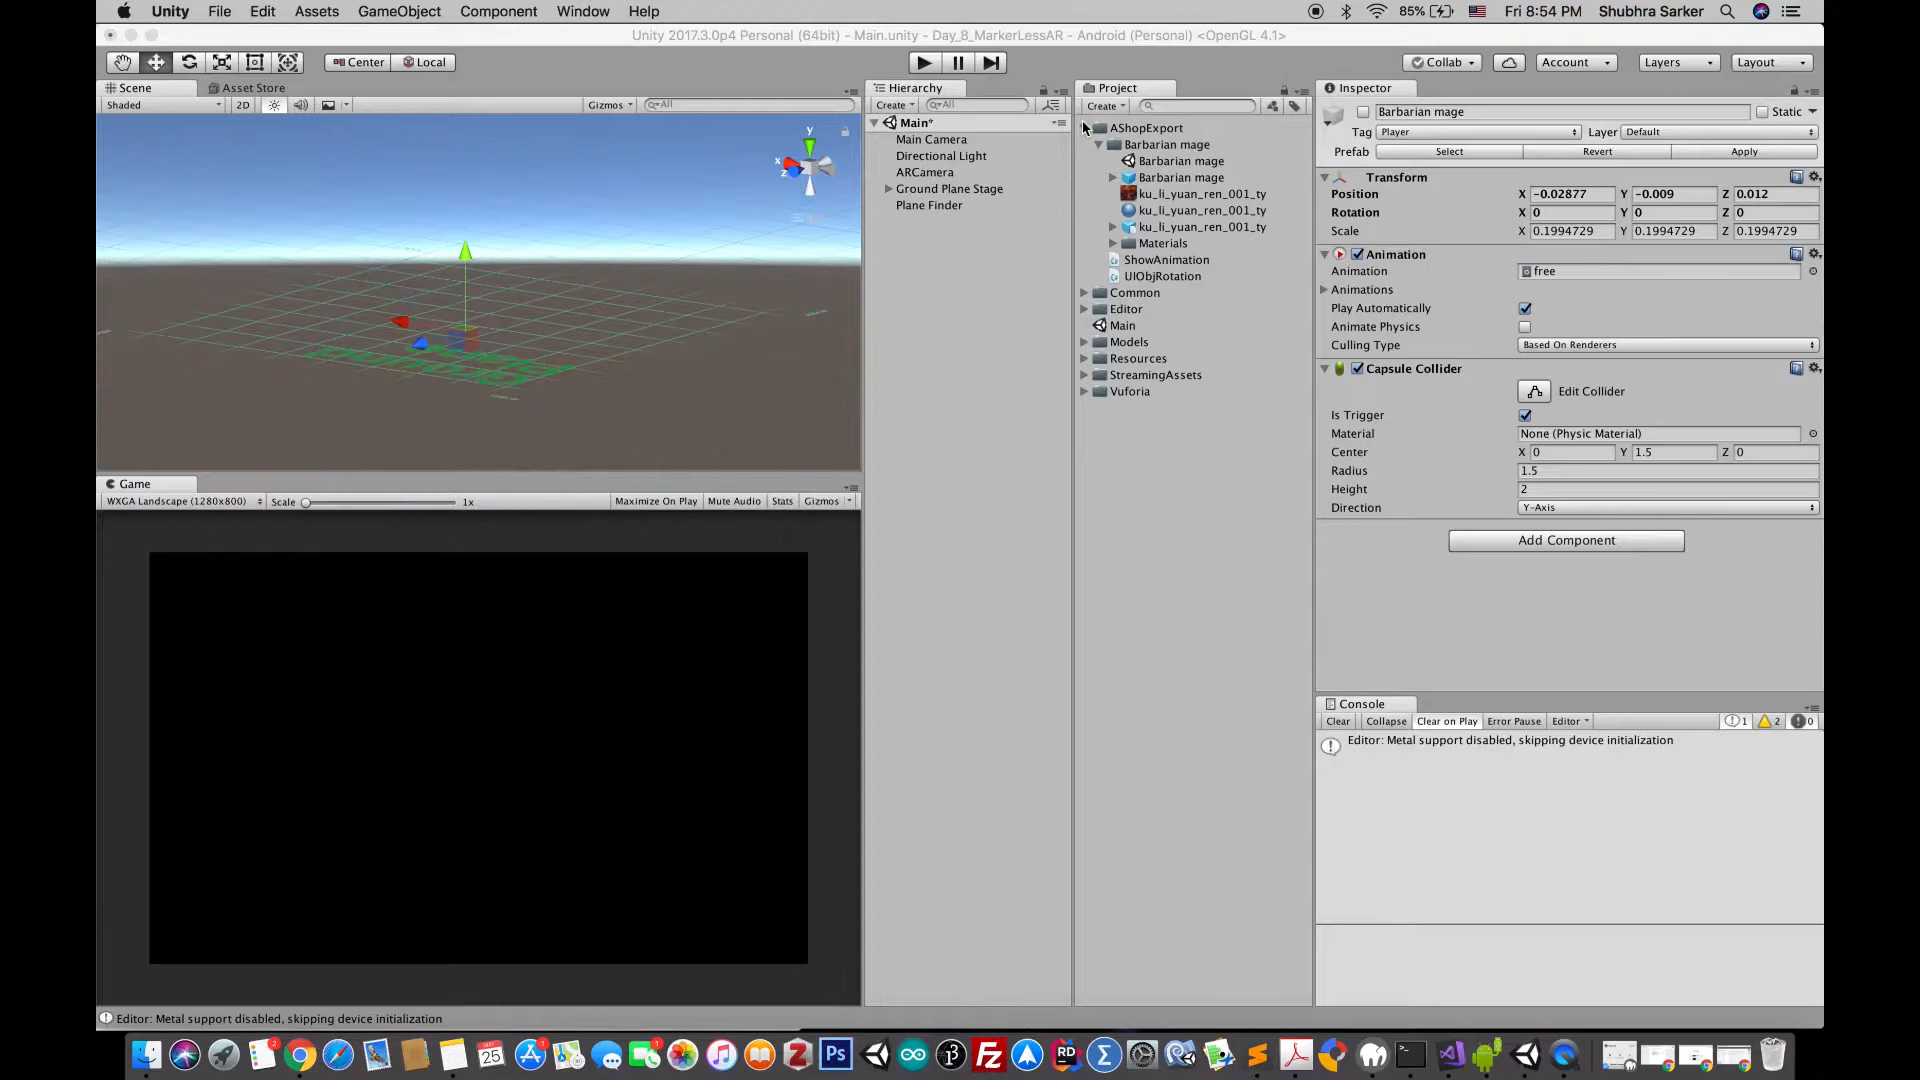 Unity File Edit Assets GameObject Component Window Help 85% Fri 8:54 PM Shubhra Sarker
Unity 2017.3.0p4 Personal (64bit) - Main.unity - Day_8_MarkerLessAR - Android (Personal) <OpenGL 4.1>
Center Local Collab Account Layers Layout
Scene Asset Store
Shaded 2D Gizmos All
y
x
z
Hierarchy
Create All
Main*
Main Camera
Directional Light
ARCamera
Ground Plane Stage
Plane Finder
Project
Create
AShopExport
Barbarian mage
Barbarian mage
Barbarian mage
ku_li_yuan_ren_001_ty
ku_li_yuan_ren_001_ty
ku_li_yuan_ren_001_ty
Materials
ShowAnimation
UIObjRotation
Common
Editor
Main
Models
Resources
StreamingAssets
Vuforia
Inspector
Barbarian mage Static
Tag Player Layer Default
Prefab Select Revert Apply
Transform
Position X -0.02877 Y -0.009 Z 0.012
Rotation X 0 Y 0 Z 0
Scale X 0.1994729 Y 0.1994729 Z 0.1994729
Animation
Animation free
Animations
Play Automatically
Animate Physics
Culling Type Based On Renderers
Capsule Collider
Edit Collider
Is Trigger
Material None (Physic Material)
Center X 0 Y 1.5 Z 0
Radius 1.5
Height 2
Direction Y-Axis
Add Component
Game
WXGA Landscape (1280x800) Scale 1x Maximize On Play Mute Audio Stats Gizmos
Console
Clear Collapse Clear on Play Error Pause Editor 1 2 0
Editor: Metal support disabled, skipping device initialization
Editor: Metal support disabled, skipping device initialization
2 25 1 1 Ps FZ RD